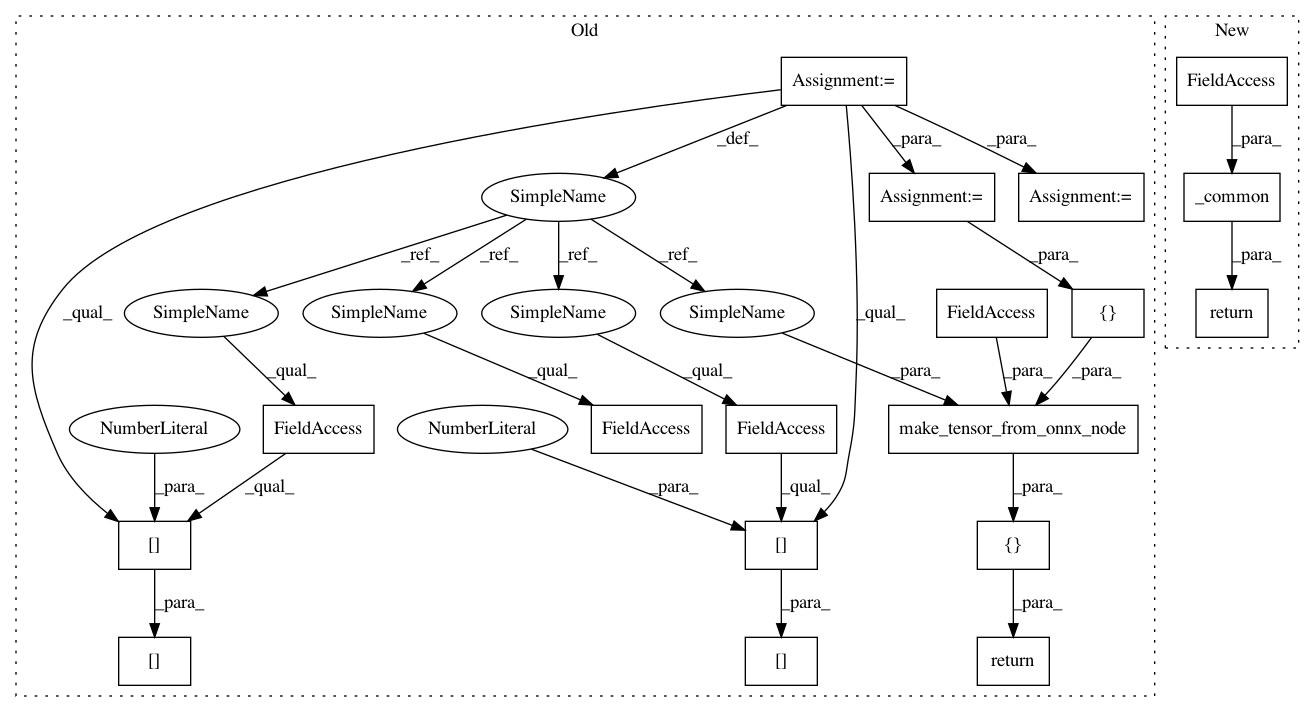 Old
New
Assignment:=
FieldAccess
_def_
_para_
_para_
_para_
SimpleName
Assignment:=
Assignment:=
_common
_qual_
_ref_
_ref_
_ref_
_ref_
_qual_
_para_
_para_
SimpleName
SimpleName
SimpleName
SimpleName
FieldAccess
{}
return
_qual_
_qual_
_qual_
_para_
_para_
_para_
NumberLiteral
FieldAccess
NumberLiteral
FieldAccess
FieldAccess
make_tensor_from_onnx_node
_para_
_qual_
_para_
_qual_
_para_
[]
[]
{}
_para_
_para_
_para_
[]
[]
return